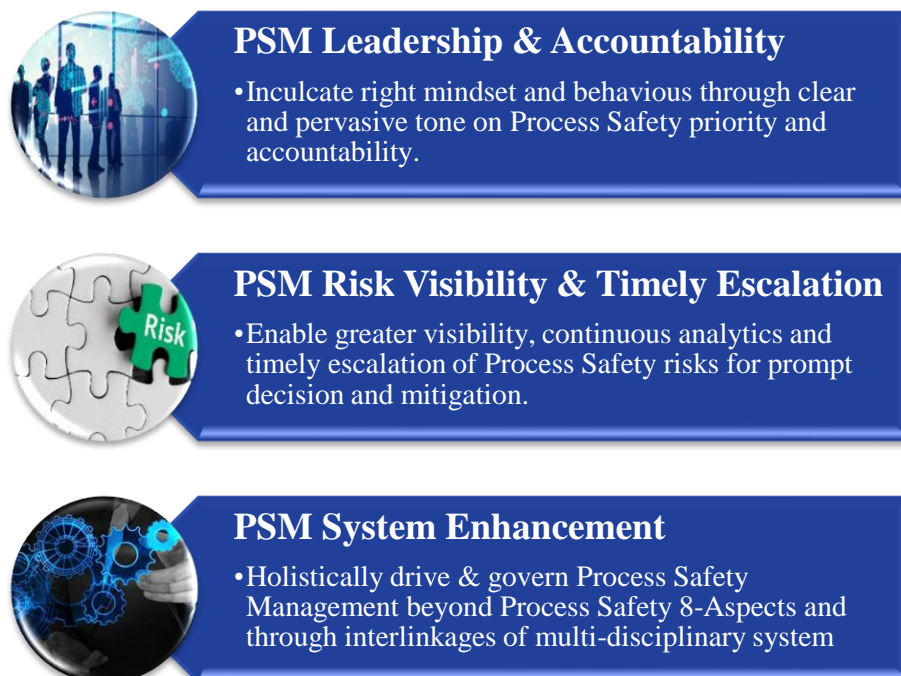 PSM Leadership & Accountability
•Inculcate right mindset and behavious through clear
and pervasive tone on Process Safety priority and
accountability.
PSM Risk Visibility & Timely Escalation
•Enable greater visibility, continuous analytics and
timely escalation of Process Safety risks for prompt
decision and mitigation.
Risk
PSM System Enhancement
•Holistically drive & govern Process Safety
Management beyond Process Safety 8-Aspects and
through interlinkages of multi-disciplinary system